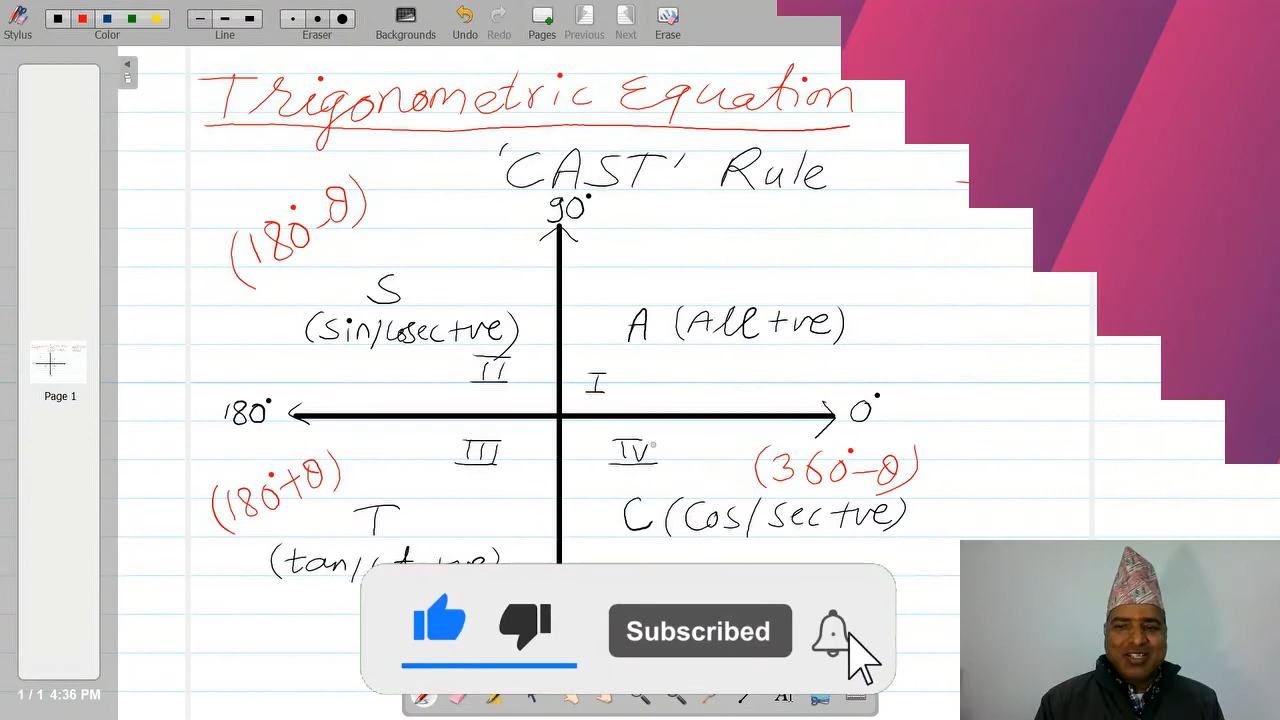 Stylus
Color
Line
Eraser
Backgrounds
Undo
Redo
Pages
Previous
Next
Erase
Trigonometric Equation
'CAST' Rule
90°
(180°-θ)
S
(sin/cosec +ve)
A (All +ve)
II
I
180°
0°
III
IV
(360°-θ)
(180°+θ)
T
C (Cos/sec +ve)
(tan/
Page 1
Subscribed
1 / 1 4:36 PM